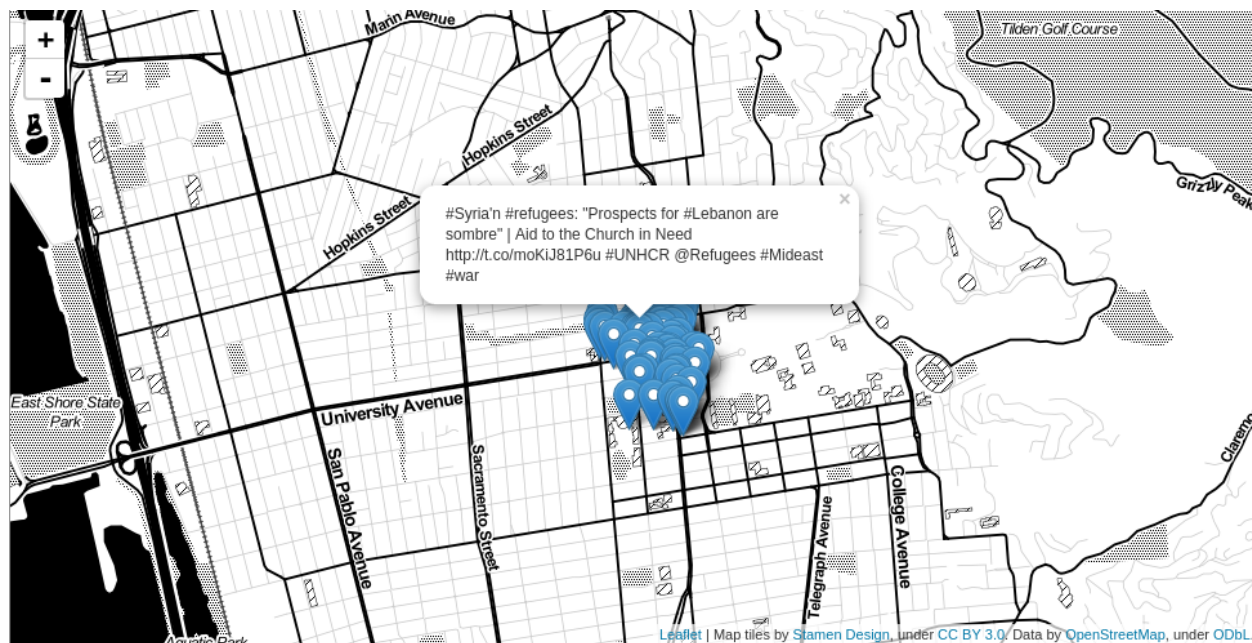 Marin Avenue
Tilden Golf Course
+
-
Hopkins Street
Grizzly Peak
Hopkins Street
×
#Syria'n #refugees: "Prospects for #Lebanon are
sombre" | Aid to the Church in Need
http://t.co/moKiJ81P6u #UNHCR @Refugees #Mideast
#war
East Shore State
Park
University Avenue
San Pablo Avenue
Sacramento Street
College Avenue
Telegraph Avenue
Claremo
Aquatic Park
Leaflet | Map tiles by Stamen Design, under CC BY 3.0. Data by OpenStreetMap, under ODbL.